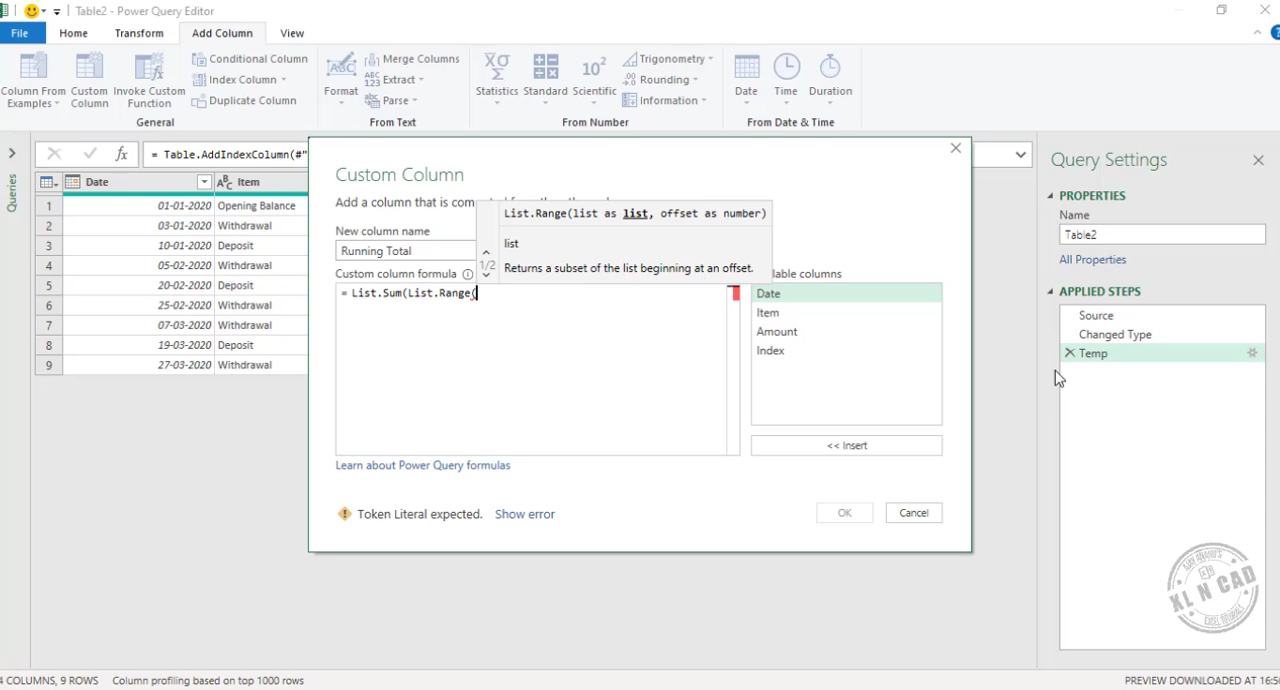 Table2 - Power Query Editor
File Home Transform Add Column View
Column From Examples
Custom Column
Invoke Custom Function
Conditional Column
Index Column
Duplicate Column
General
Format
Merge Columns
Extract
Parse
From Text
Statistics
Standard
Scientific
Trigonometry
Rounding
Information
From Number
Date
Time
Duration
From Date & Time
Queries
fx = Table.AddIndexColumn(#"
Date Item
1 01-01-2020 Opening Balance
2 03-01-2020 Withdrawal
3 10-01-2020 Deposit
4 05-02-2020 Withdrawal
5 20-02-2020 Deposit
6 25-02-2020 Withdrawal
7 07-03-2020 Withdrawal
8 19-03-2020 Deposit
9 27-03-2020 Withdrawal
Custom Column
Add a column that is com
New column name
Running Total
List.Range(list as list, offset as number)
list
1/2 Returns a subset of the list beginning at an offset.
Custom column formula
= List.Sum(List.Range(
lable columns
Date
Item
Amount
Index
<< Insert
Learn about Power Query formulas
Token Literal expected. Show error
OK Cancel
Query Settings
PROPERTIES
Name
Table2
All Properties
APPLIED STEPS
Source
Changed Type
Temp
AJAY ANAND'S
XL N CAD
EXCEL TUTORIALS
4 COLUMNS, 9 ROWS Column profiling based on top 1000 rows
PREVIEW DOWNLOADED AT 16:5